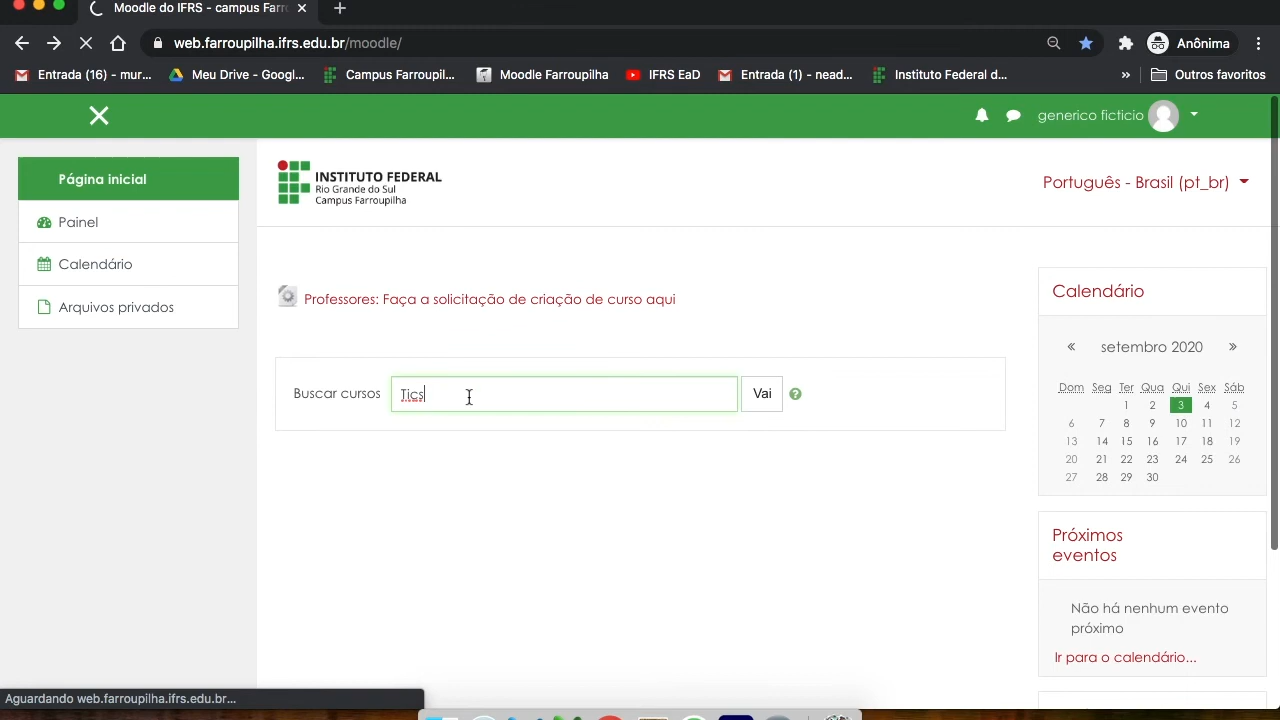 Moodle do IFRS - campus Farro
web.farroupilha.ifrs.edu.br/moodle/
Anônima
Entrada (16) - mur...
Meu Drive - Googl...
Campus Farroupil...
Moodle Farroupilha
IFRS EaD
Entrada (1) - nead...
Instituto Federal d...
»
Outros favoritos
generico ficticio
Página inicial
Painel
Calendário
Arquivos privados
INSTITUTO FEDERAL
Rio Grande do Sul
Campus Farroupilha
Português - Brasil (pt_br)
Professores: Faça a solicitação de criação de curso aqui
Buscar cursos
Tics
Vai
Calendário
« setembro 2020 »
Dom Seg Ter Qua Qui Sex Sáb
1 2 3 4 5
6 7 8 9 10 11 12
13 14 15 16 17 18 19
20 21 22 23 24 25 26
27 28 29 30
Próximos
eventos
Não há nenhum evento
próximo
Ir para o calendário...
Aguardando web.farroupilha.ifrs.edu.br...